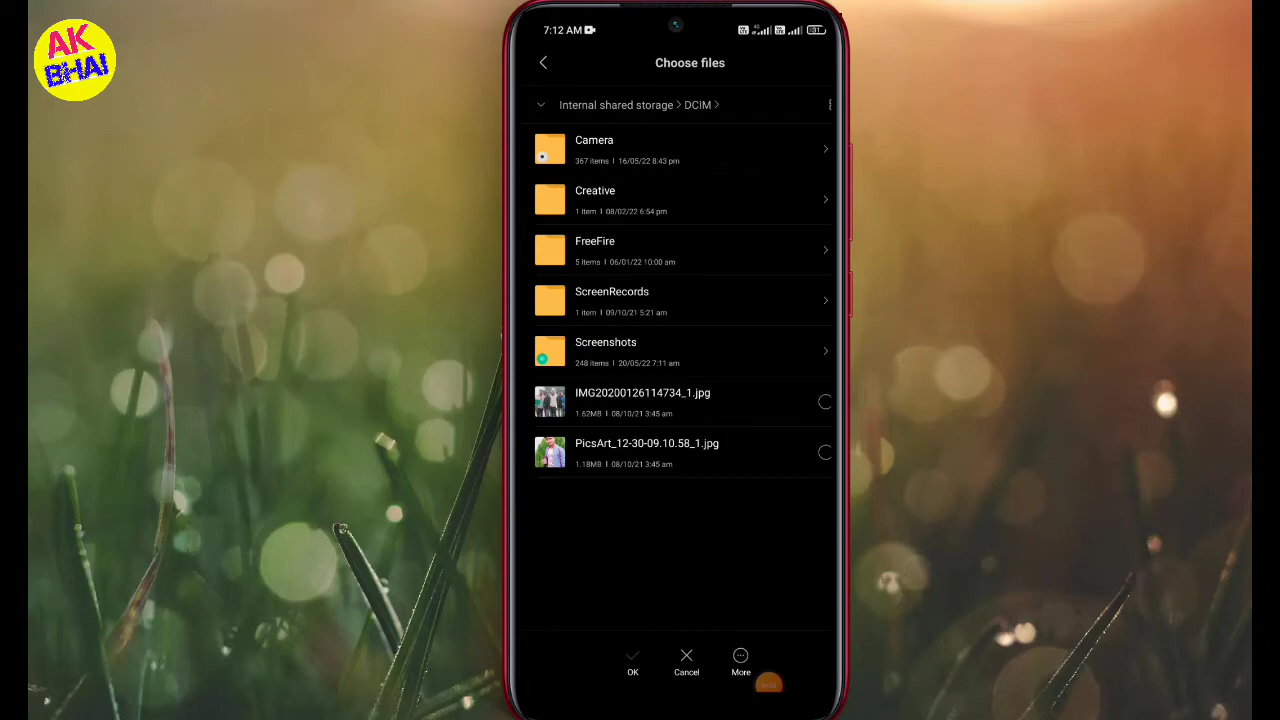 AK
BHAI
7:12 AM
Choose files
Internal shared storage > DCIM >
Camera
367 items | 16/05/22 8:43 pm
Creative
1 item | 08/02/22 6:54 pm
FreeFire
5 items | 06/01/22 10:00 am
ScreenRecords
1 item | 09/10/21 5:21 am
Screenshots
248 items | 20/05/22 7:11 am
IMG20200126114734_1.jpg
1.62MB | 08/10/21 3:45 am
PicsArt_12-30-09.10.58_1.jpg
1.18MB | 08/10/21 3:45 am
OK Cancel More